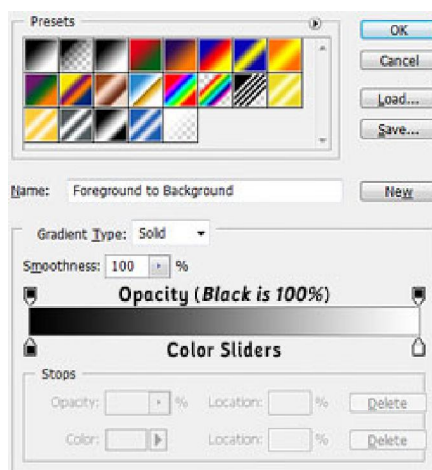 Presets
OK
Cancel
Load...
Save...
Name: Foreground to Background
New
Gradient Type: Solid
Smoothness: 100 %
Opacity (Black is 100%)
Color Sliders
Stops
Opacity: % Location: % Delete
Color: Location: % Delete